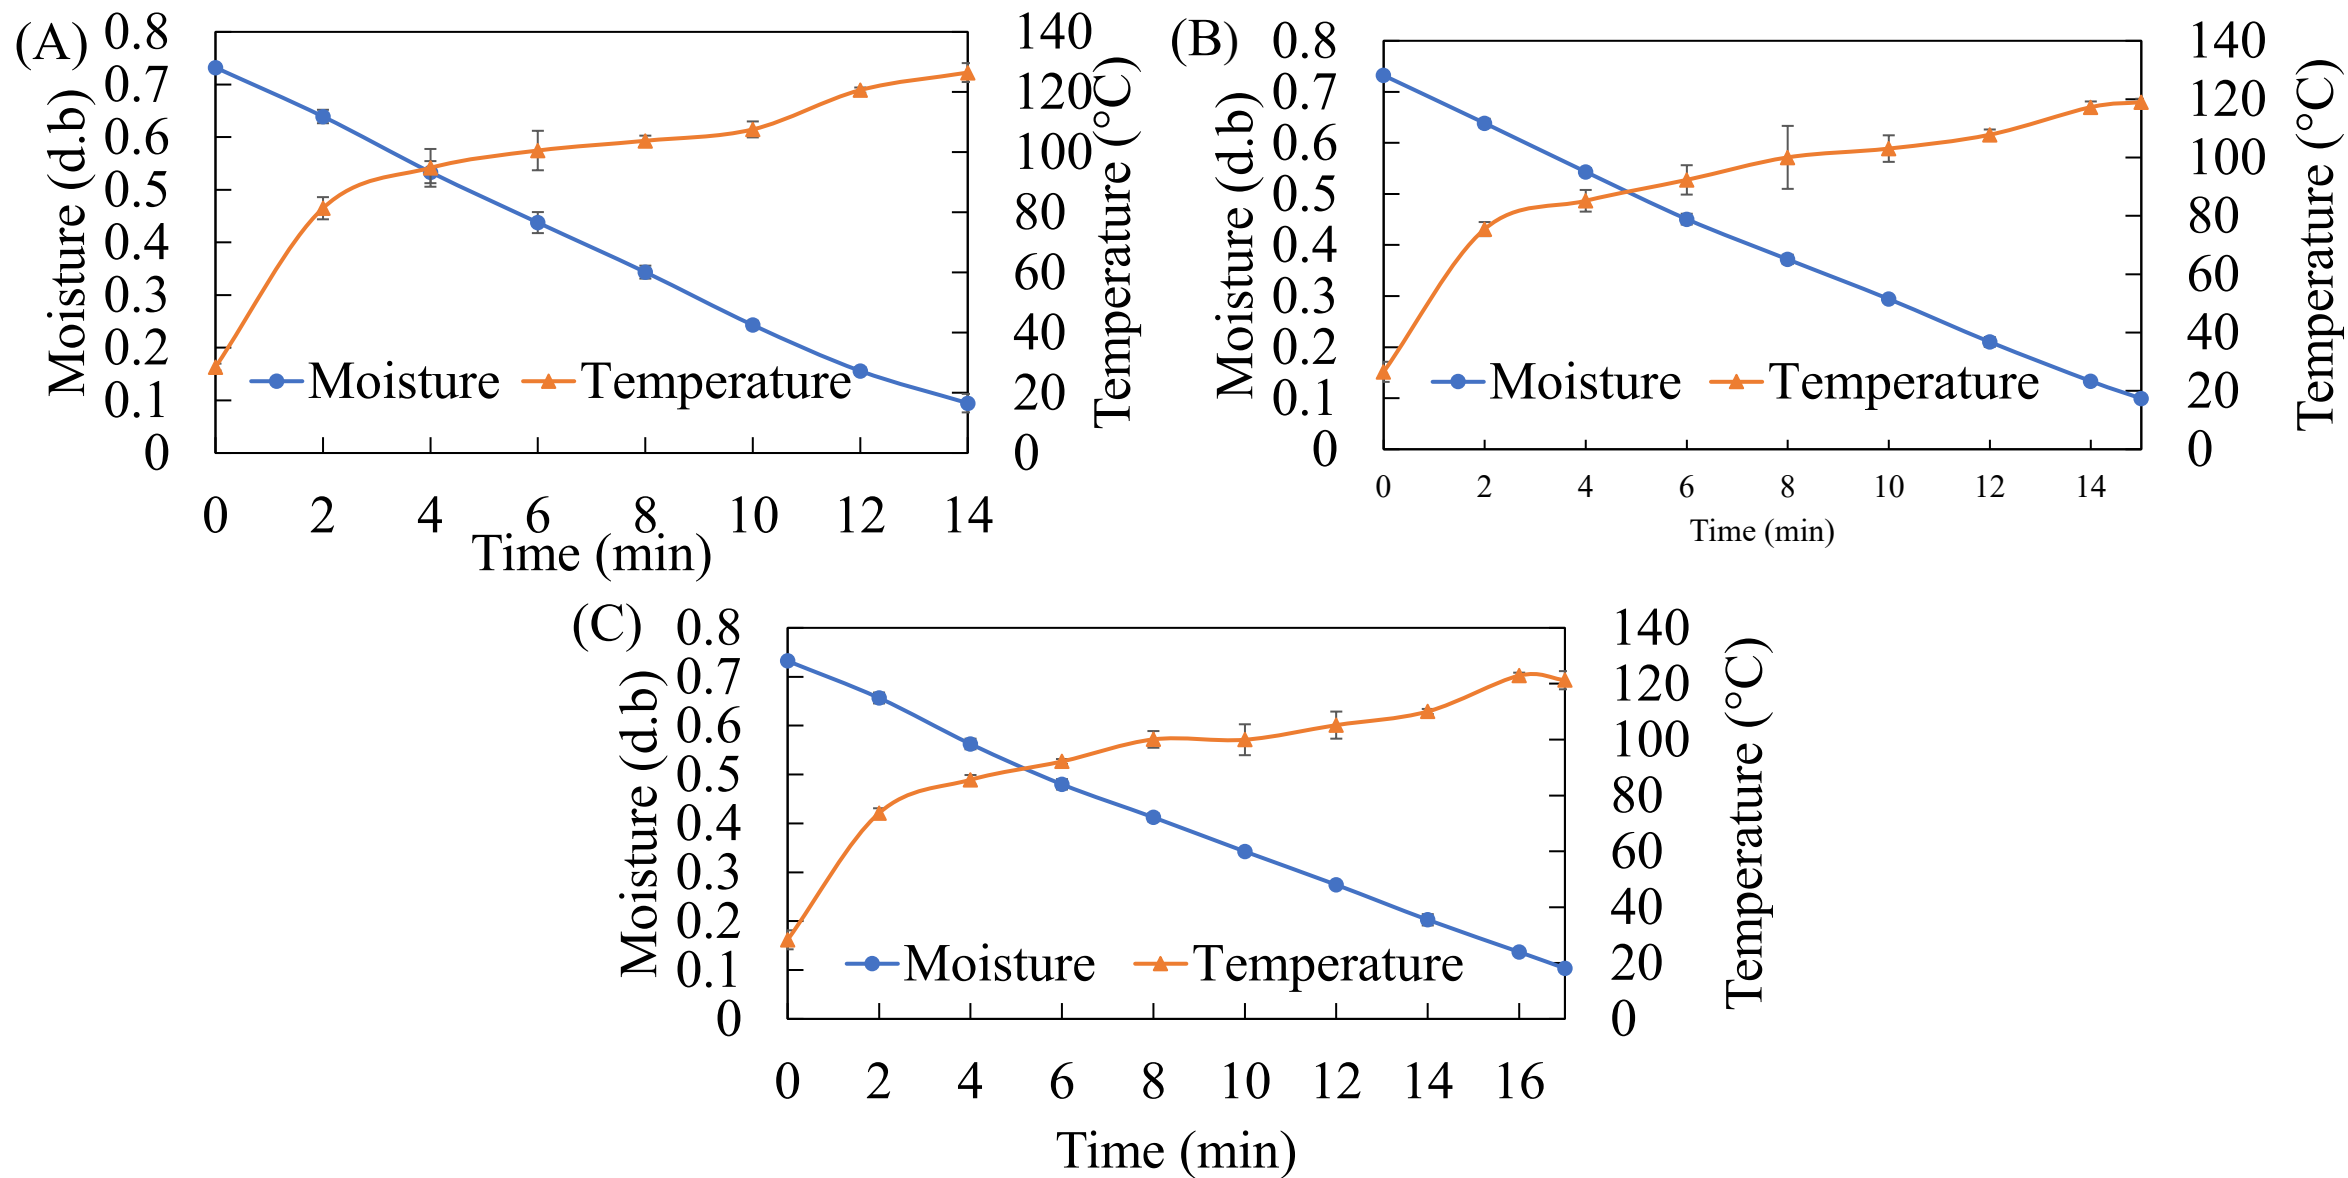 (A)
Moisture (d.b)
0.8
0.7
0.6
0.5
0.4
0.3
0.2
0.1
0
140
120
100
80
60
40
20
0
Temperature (°C)
Moisture
Temperature
0 2 4 6 8 10 12 14
Time (min)
(B)
Moisture (d.b)
0.8
0.7
0.6
0.5
0.4
0.3
0.2
0.1
0
140
120
100
80
60
40
20
0
Temperature (°C)
Moisture
Temperature
0 2 4 6 8 10 12 14
Time (min)
(C)
Moisture (d.b)
0.8
0.7
0.6
0.5
0.4
0.3
0.2
0.1
0
140
120
100
80
60
40
20
0
Temperature (°C)
Moisture
Temperature
0 2 4 6 8 10 12 14 16
Time (min)